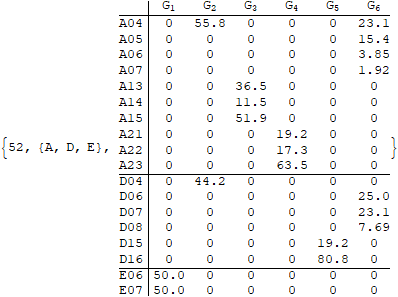 G₁ G₂ G₃ G₄ G₅ G₆
A04 0 55.8 0 0 0 23.1
A05 0 0 0 0 0 15.4
A06 0 0 0 0 0 3.85
A07 0 0 0 0 0 1.92
A13 0 0 36.5 0 0 0
A14 0 0 11.5 0 0 0
A15 0 0 51.9 0 0 0
A21 0 0 0 19.2 0 0
{52, {A, D, E}, A22 0 0 0 17.3 0 0 }
A23 0 0 0 63.5 0 0
D04 0 44.2 0 0 0 0
D06 0 0 0 0 0 25.0
D07 0 0 0 0 0 23.1
D08 0 0 0 0 0 7.69
D15 0 0 0 0 19.2 0
D16 0 0 0 0 80.8 0
E06 50.0 0 0 0 0 0
E07 50.0 0 0 0 0 0